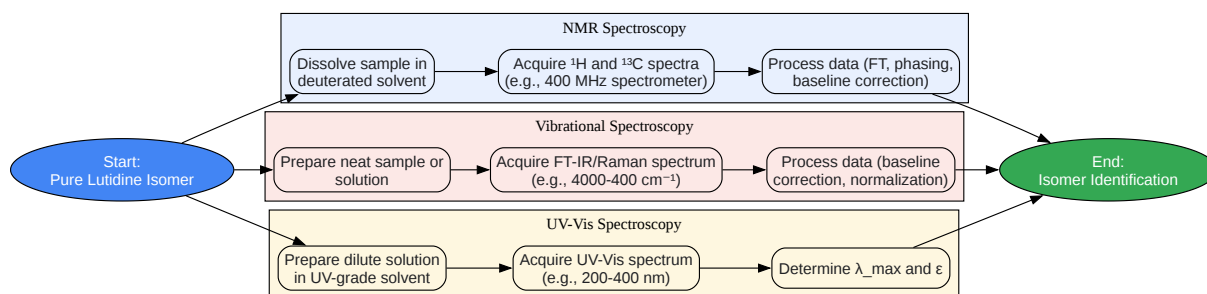 NMR Spectroscopy
Dissolve sample in
deuterated solvent
Acquire ¹H and ¹³C spectra
(e.g., 400 MHz spectrometer)
Process data (FT, phasing,
baseline correction)
Start:
Pure Lutidine Isomer
Vibrational Spectroscopy
Prepare neat sample or
solution
Acquire FT-IR/Raman spectrum
(e.g., 4000-400 cm⁻¹)
Process data (baseline
correction, normalization)
End:
Isomer Identification
UV-Vis Spectroscopy
Prepare dilute solution
in UV-grade solvent
Acquire UV-Vis spectrum
(e.g., 200-400 nm)
Determine λ_max and ε